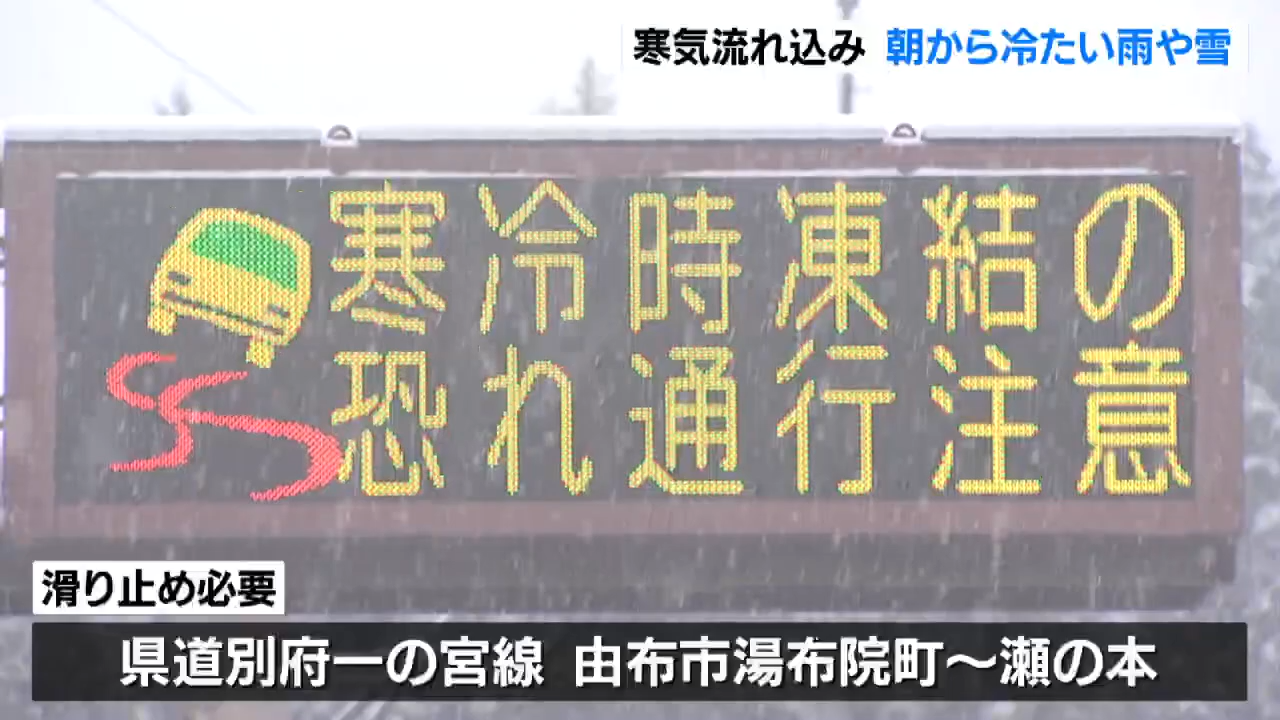 寒気流れ込み 朝から冷たい雨や雪
寒冷時凍結の
恐れ通行注意
滑り止め必要
県道別府一の宮線 由布市湯布院町～瀬の本